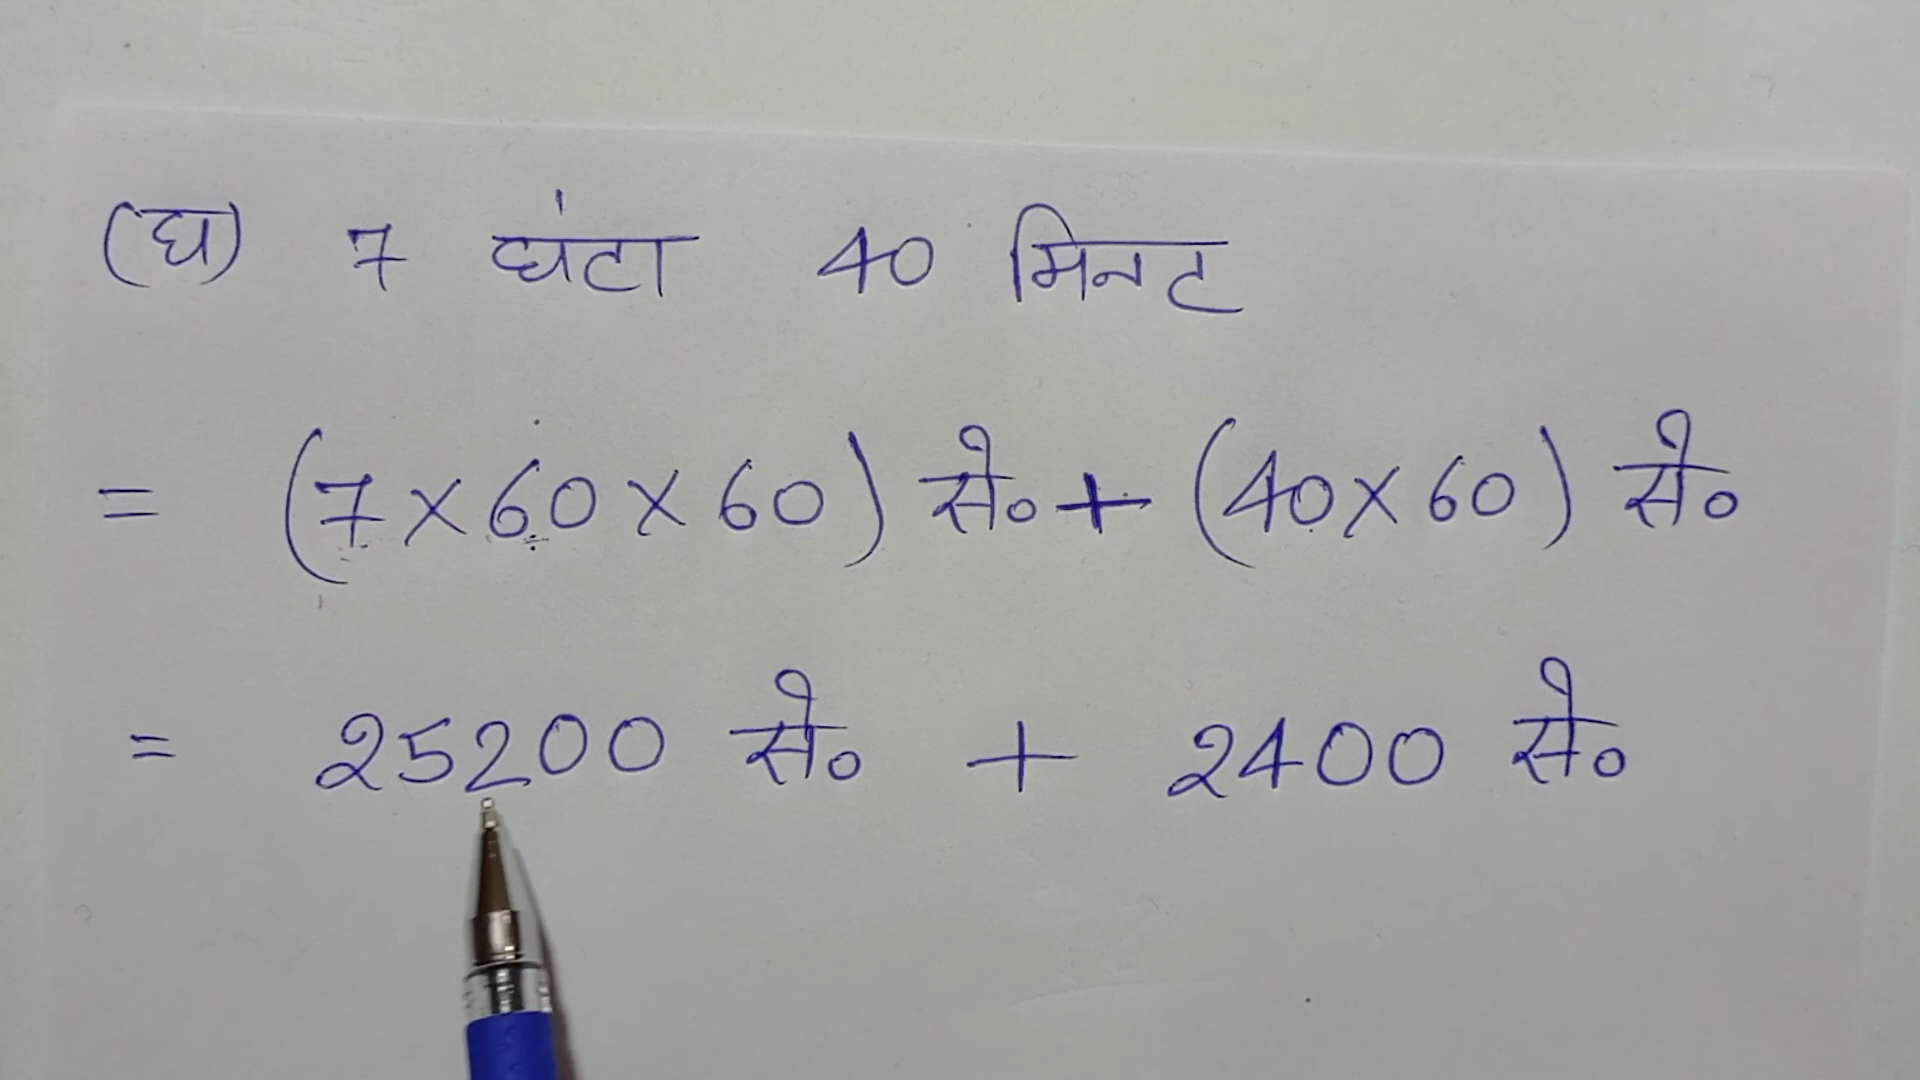 (घ) 7 घंटा 40 मिनट
= (7×60×60) से॰ + (40×60) से॰
= 25200 से॰ + 2400 से॰